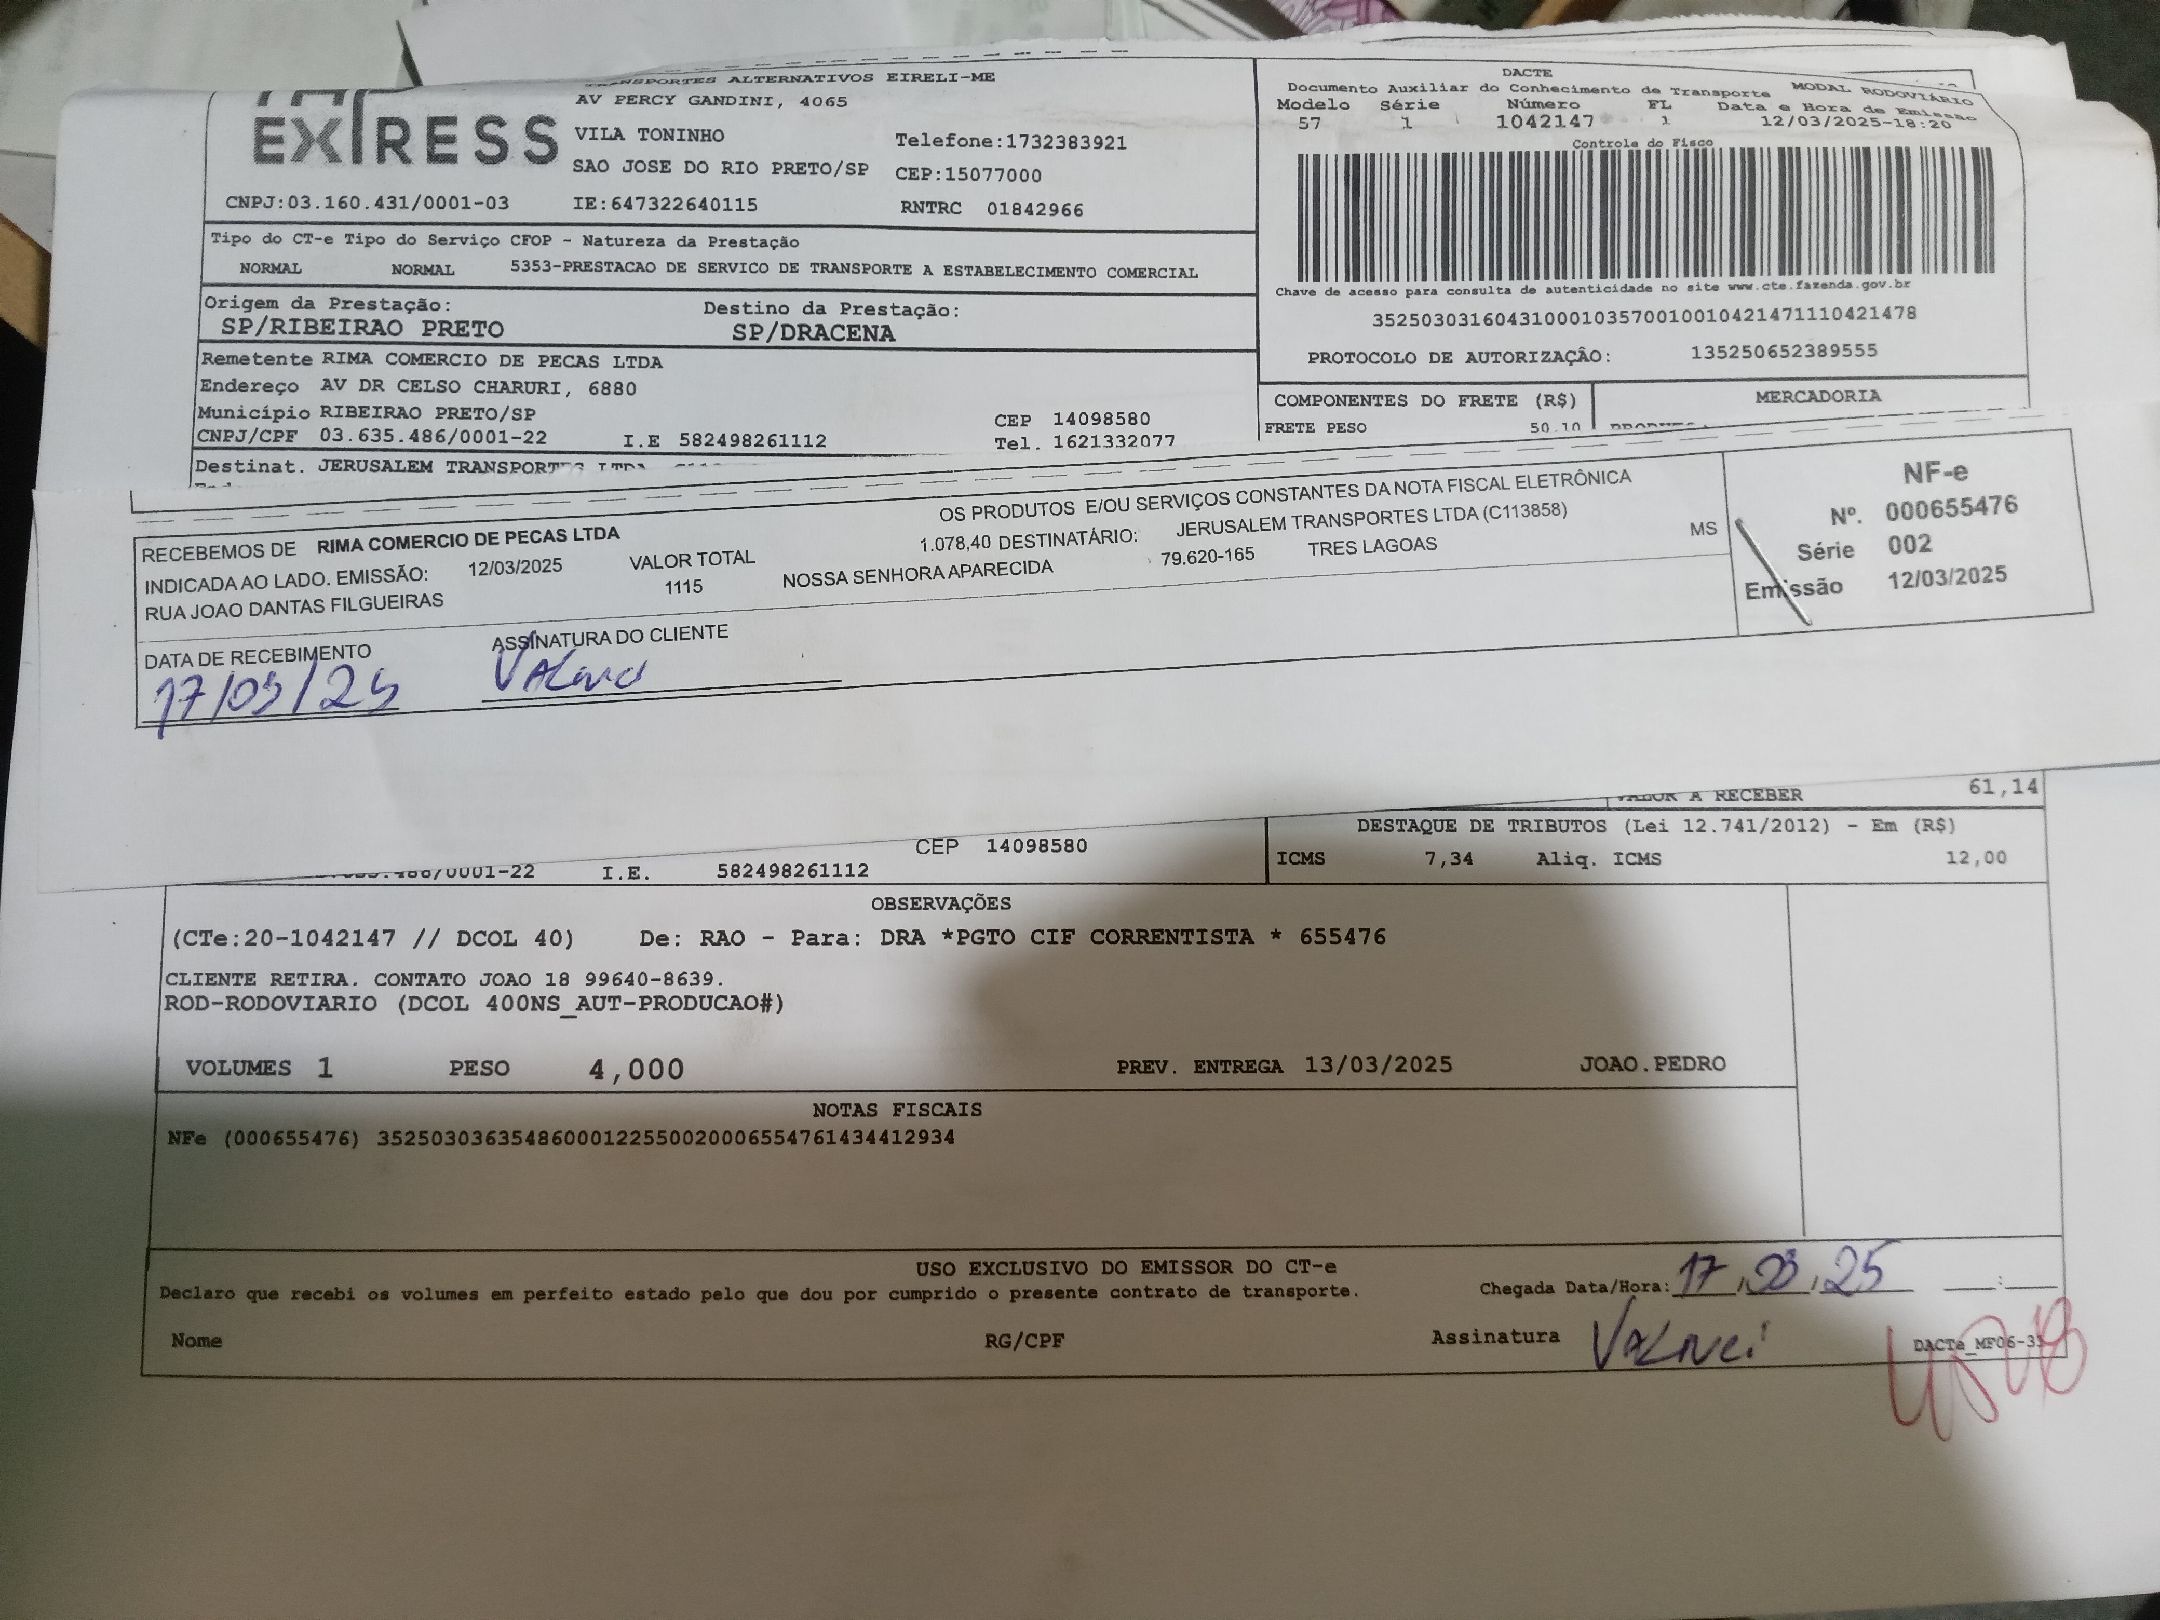 TRANSPORTES ALTERNATIVOS EIRELI-ME
AV PERCY GANDINI, 4065
EXPRESS
VILA TONINHO
Telefone:1732383921
SAO JOSE DO RIO PRETO/SP CEP:15077000
CNPJ:03.160.431/0001-03 IE:647322640115 RNTRC 01842966
DACTE
Documento Auxiliar do Conhecimento de Transporte MODAL RODOVIÁRIO
Modelo Série Número FL Data e Hora de Emissão
57 1 1042147 1 12/03/2025-18:20
Controle do Fisco
Chave de acesso para consulta de autenticidade no site www.cte.fazenda.gov.br
35250303160431000103570010010421471110421478
PROTOCOLO DE AUTORIZAÇÃO: 135250652389555
Tipo do CT-e Tipo do Serviço CFOP - Natureza da Prestação
NORMAL NORMAL 5353-PRESTACAO DE SERVICO DE TRANSPORTE A ESTABELECIMENTO COMERCIAL
Origem da Prestação: Destino da Prestação:
SP/RIBEIRAO PRETO SP/DRACENA
Remetente RIMA COMERCIO DE PECAS LTDA
Endereço AV DR CELSO CHARURI, 6880
Município RIBEIRAO PRETO/SP CEP 14098580
CNPJ/CPF 03.635.486/0001-22 I.E 582498261112 Tel. 1621332077
COMPONENTES DO FRETE (R$) MERCADORIA
FRETE PESO 50,10
Destinat. JERUSALEM TRANSPORTES LTDA
RECEBEMOS DE RIMA COMERCIO DE PECAS LTDA OS PRODUTOS E/OU SERVIÇOS CONSTANTES DA NOTA FISCAL ELETRÔNICA
INDICADA AO LADO. EMISSÃO: 12/03/2025 VALOR TOTAL 1.078,40 DESTINATÁRIO: JERUSALEM TRANSPORTES LTDA (C113858)
RUA JOAO DANTAS FILGUEIRAS 1115 NOSSA SENHORA APARECIDA 79.620-165 TRES LAGOAS MS
DATA DE RECEBIMENTO ASSINATURA DO CLIENTE
17/03/25 VALNCI
NF-e
Nº. 000655476
Série 002
Emissão 12/03/2025
VALOR A RECEBER 61,14
DESTAQUE DE TRIBUTOS (Lei 12.741/2012) - Em (R$)
ICMS 7,34 Aliq. ICMS 12,00
CEP 14098580
/0001-22 I.E. 582498261112
OBSERVAÇÕES
(CTe:20-1042147 // DCOL 40) De: RAO - Para: DRA *PGTO CIF CORRENTISTA * 655476
CLIENTE RETIRA. CONTATO JOAO 18 99640-8639.
ROD-RODOVIARIO (DCOL 400NS_AUT-PRODUCAO#)
VOLUMES 1 PESO 4,000 PREV. ENTREGA 13/03/2025 JOAO.PEDRO
NOTAS FISCAIS
NFe (000655476) 35250303635486000122550020006554761434412934
USO EXCLUSIVO DO EMISSOR DO CT-e
Declaro que recebi os volumes em perfeito estado pelo que dou por cumprido o presente contrato de transporte. Chegada Data/Hora: 17/03/25
Nome RG/CPF Assinatura VALNCI